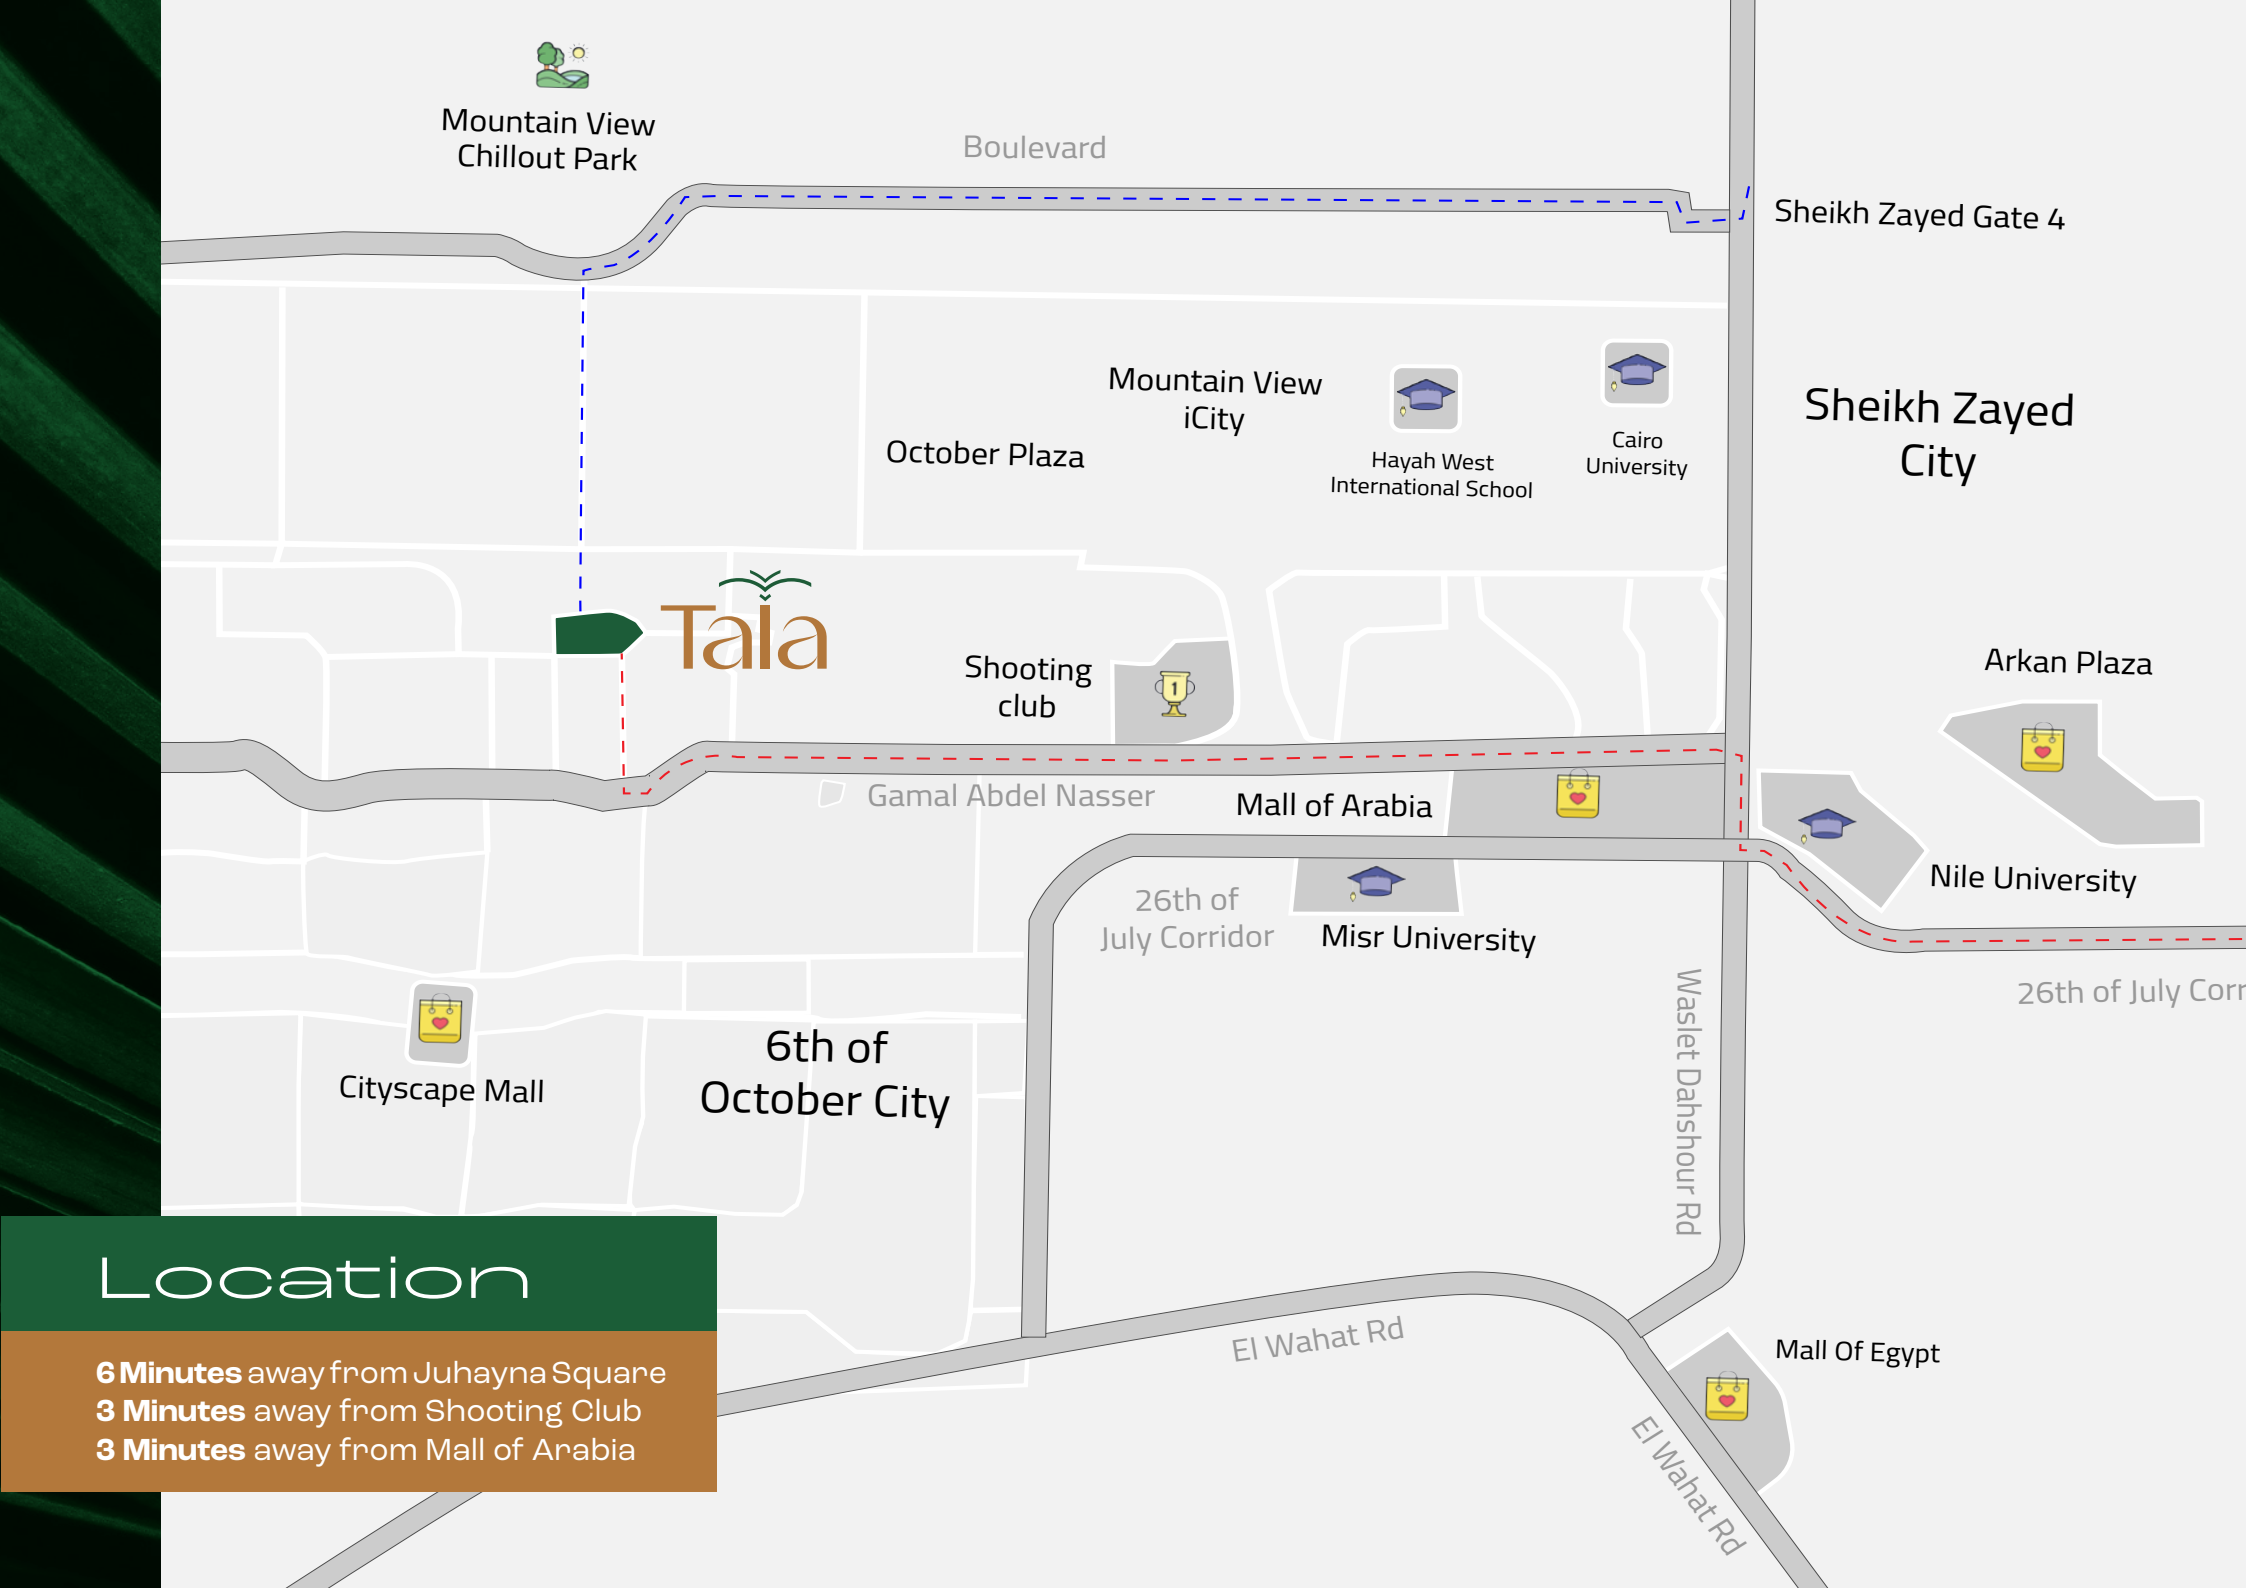 Mountain View
Chillout Park
Boulevard
Sheikh Zayed Gate 4
Mountain View
iCity
October Plaza
Hayah West
International School
Cairo
University
Sheikh Zayed
City
Tala
Shooting
club
Arkan Plaza
Gamal Abdel Nasser
Mall of Arabia
Nile University
26th of
July Corridor
Misr University
26th of July Corr
Waslet Dahshour Rd
Cityscape Mall
6th of
October City
El Wahat Rd
Mall Of Egypt
El Wahat Rd
Location
6 Minutes away from Juhayna Square
3 Minutes away from Shooting Club
3 Minutes away from Mall of Arabia
1